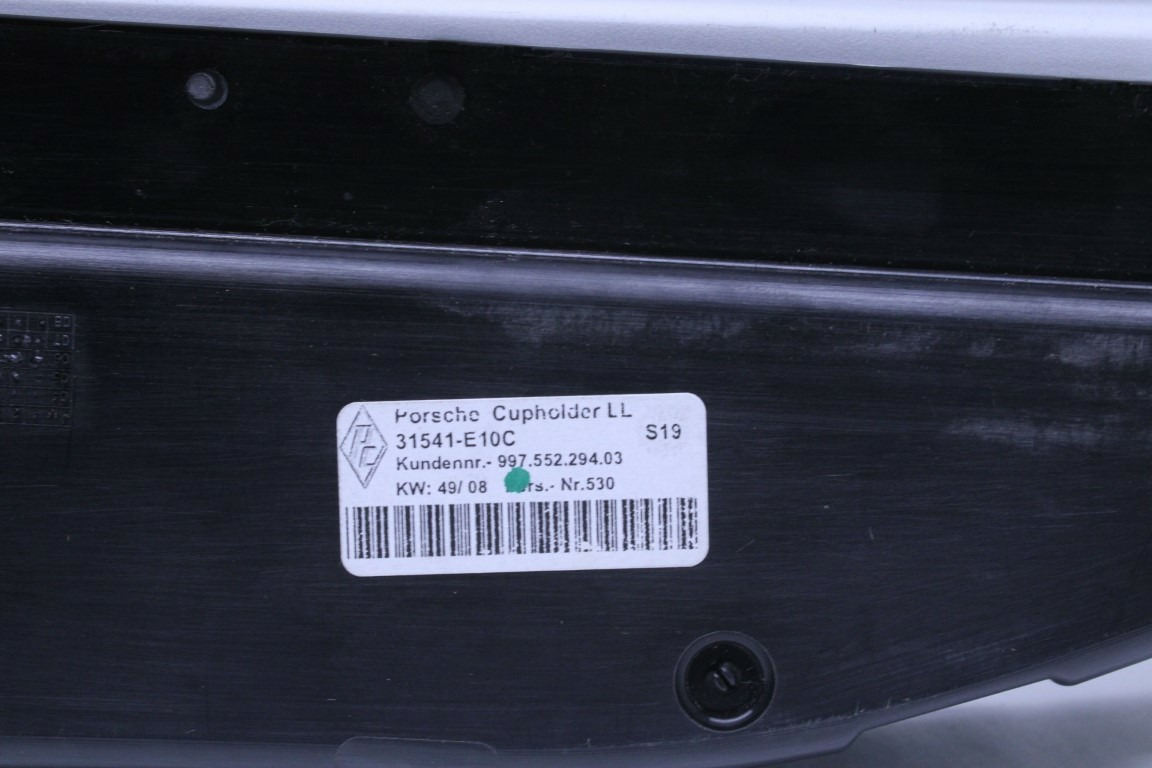 Porsche Cupholder LL
31541-E10C S19
Kundennr.- 997.552.294.03
KW: 49/ 08 Nr.530